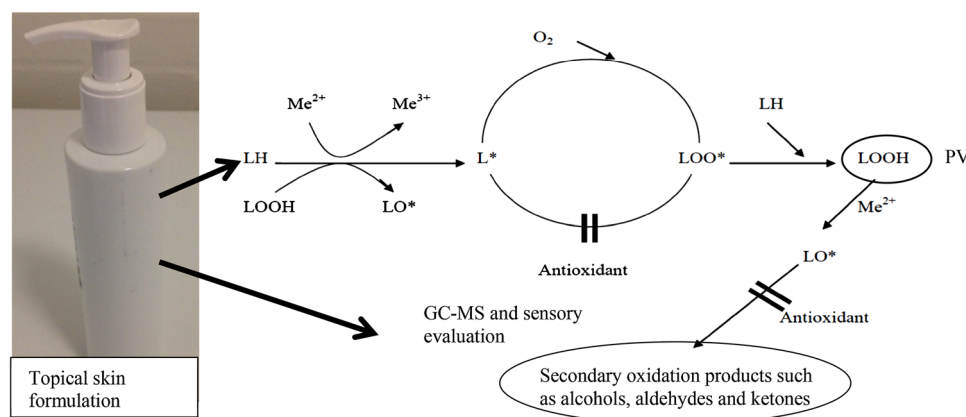 O₂
Me²⁺
Me³⁺
LH
LH
L*
LOO*
LOOH
PV
LOOH
LO*
Me²⁺
Antioxidant
LO*
GC-MS and sensory
evaluation
Antioxidant
Topical skin
formulation
Secondary oxidation products such
as alcohols, aldehydes and ketones